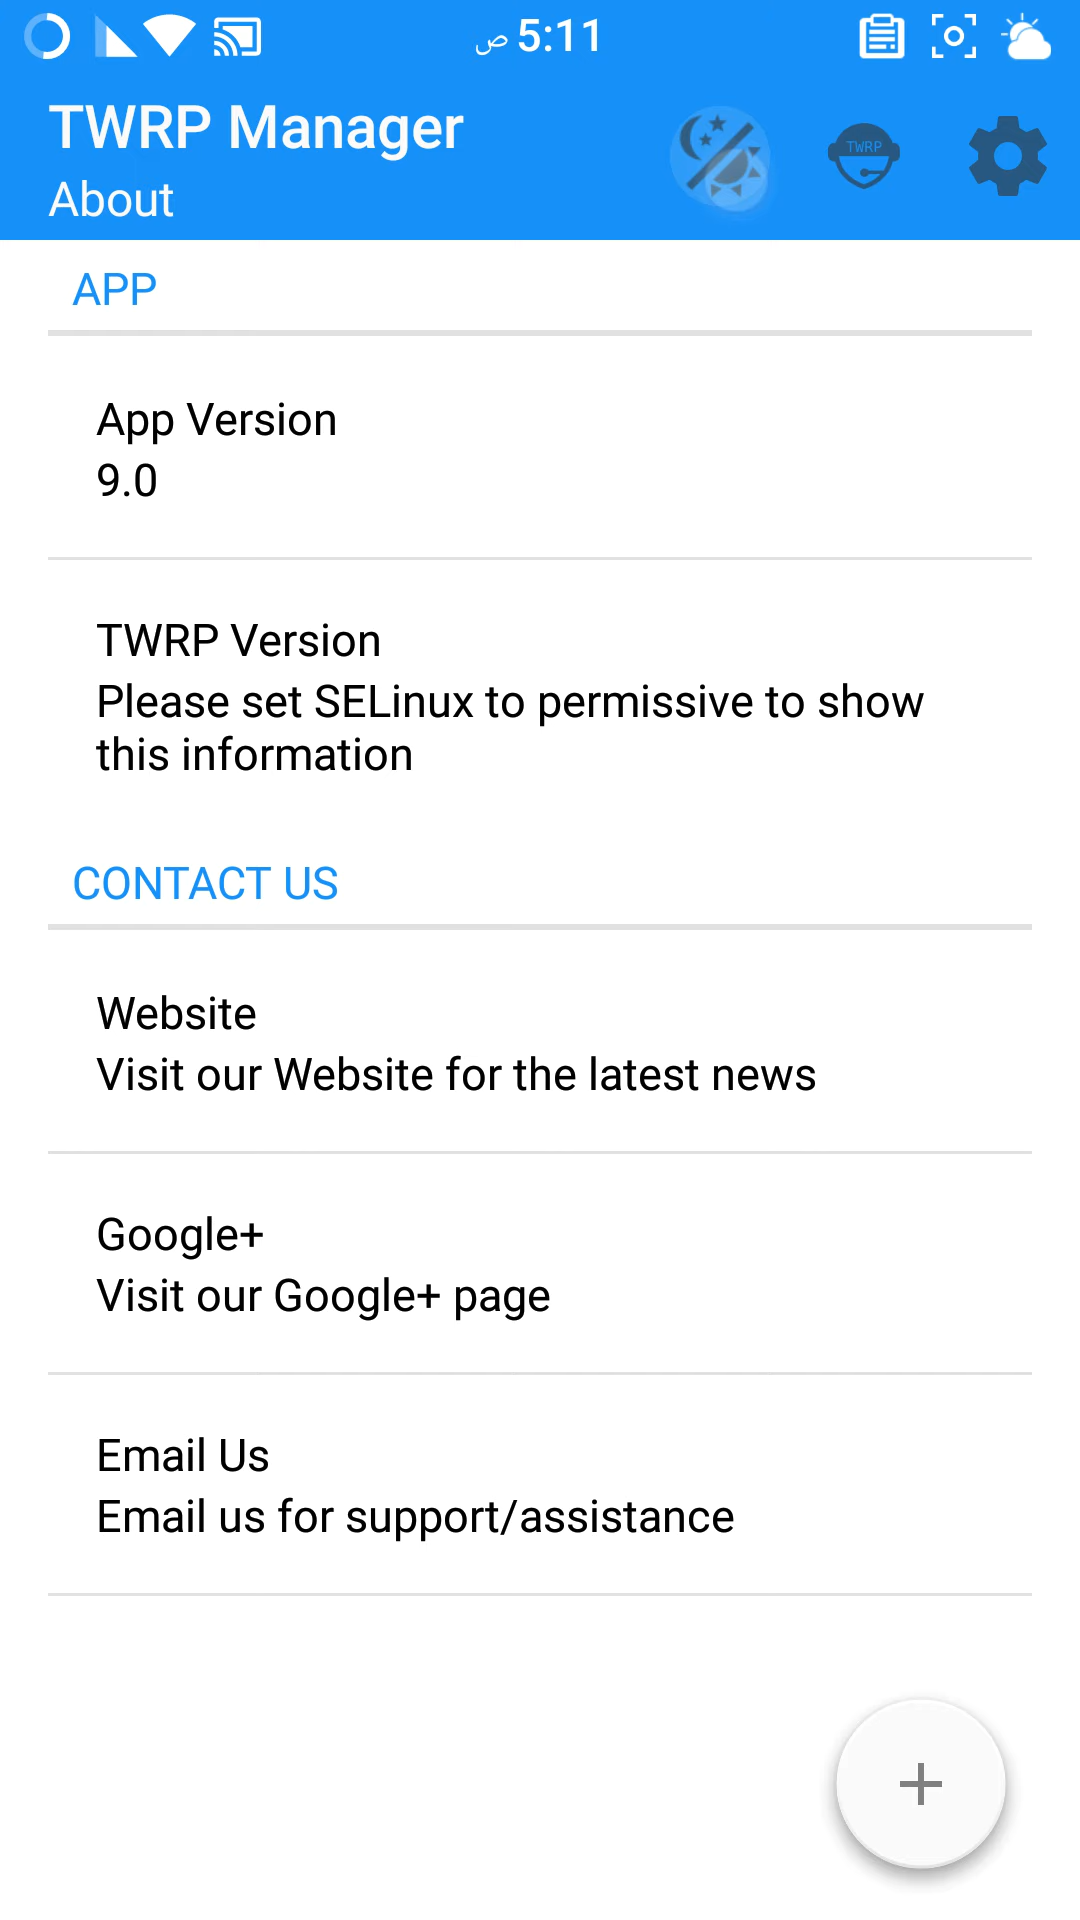 5:11 ص
TWRP Manager
TWRP
About
APP
App Version
9.0
TWRP Version
Please set SELinux to permissive to show
this information
CONTACT US
Website
Visit our Website for the latest news
Google+
Visit our Google+ page
Email Us
Email us for support/assistance